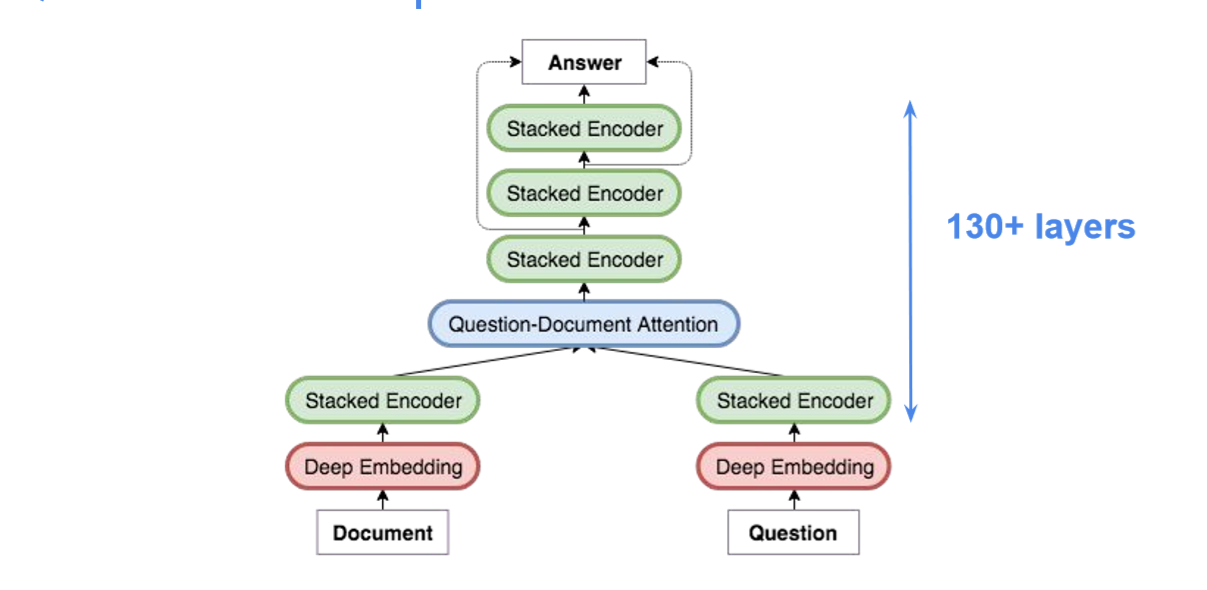 Answer
Stacked Encoder
Stacked Encoder
130+ layers
Stacked Encoder
Question-Document Attention
Stacked Encoder
Stacked Encoder
Deep Embedding
Deep Embedding
Document
Question